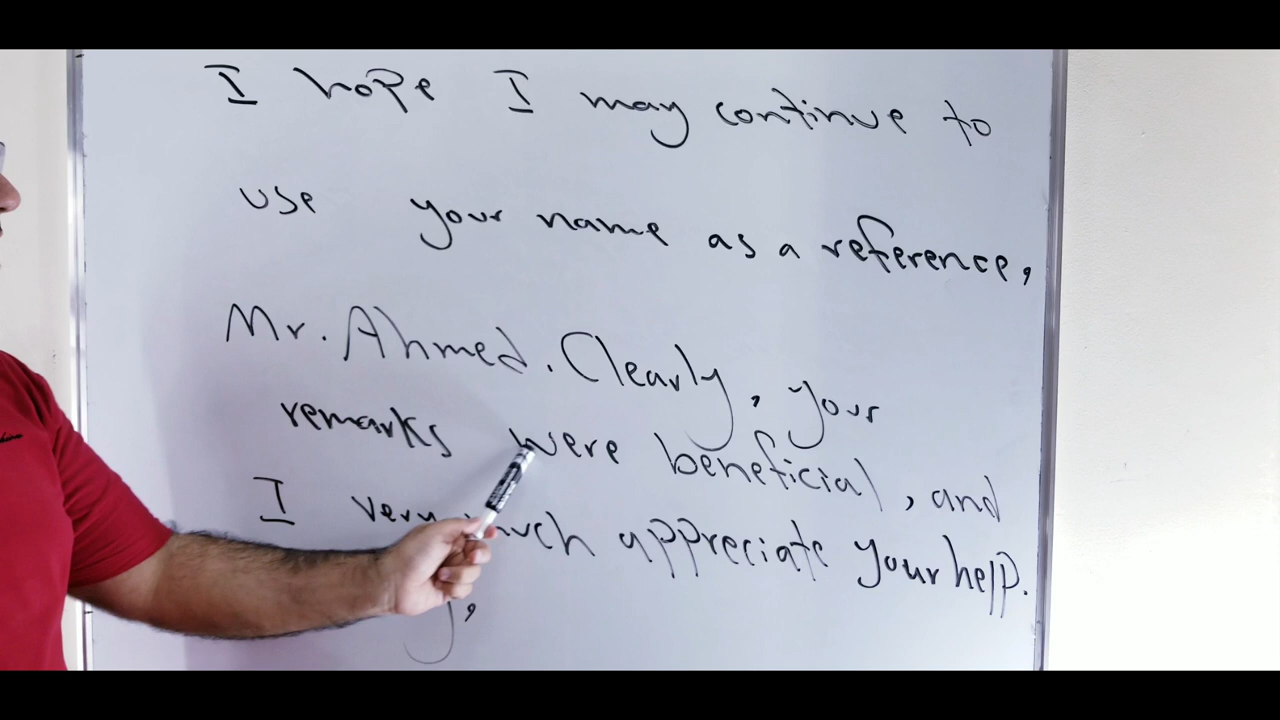 I hope I may continue to
use your name as a reference,
Mr. Ahmed. Clearly, your
remarks were beneficial, and
I very much appreciate your help.